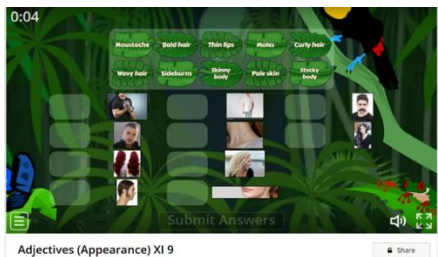 0:04
Moustache Bald hair Thin lips Moles Curly hair
Wavy hair Sideburns Skinny body Pale skin Stocky body
Submit Answers
Adjectives (Appearance) XI 9
Share